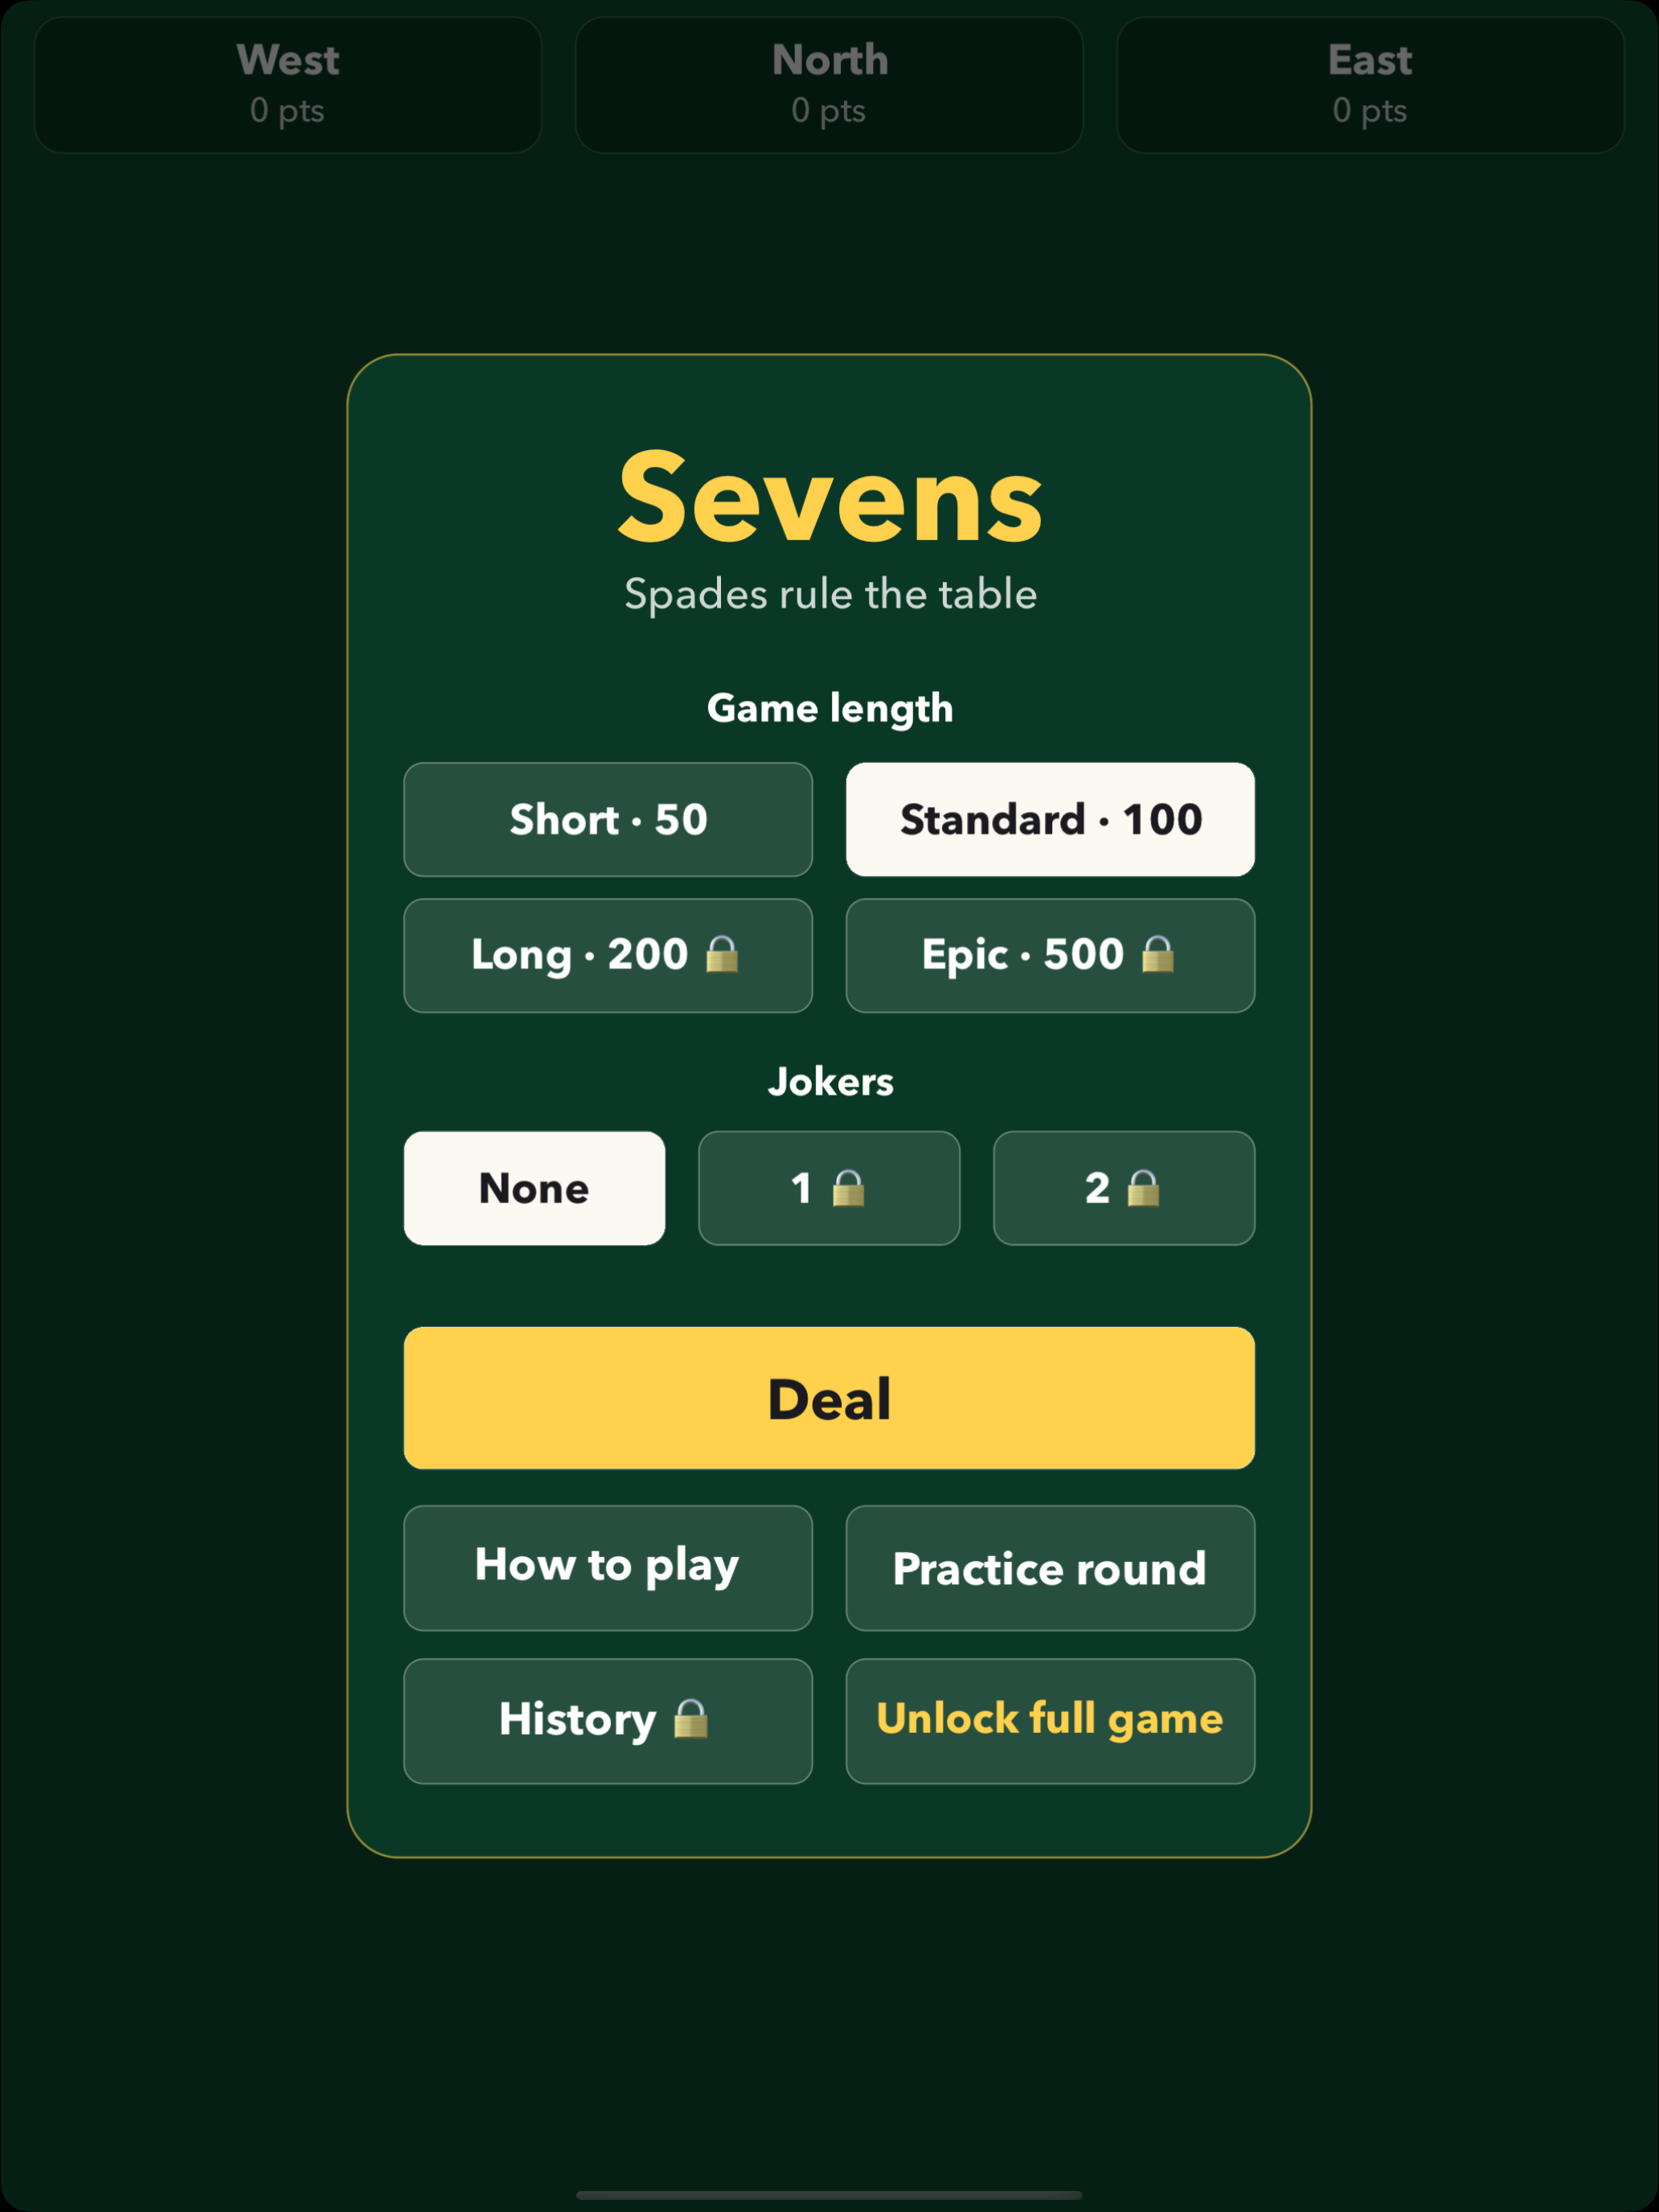 West North East
0 pts 0 pts 0 pts
Sevens
Spades rule the table
Game length
Short · 50 Standard · 100
Long · 200 🔒 Epic · 500 🔒
Jokers
None 1 🔒 2 🔒
Deal
How to play Practice round
History 🔒 Unlock full game